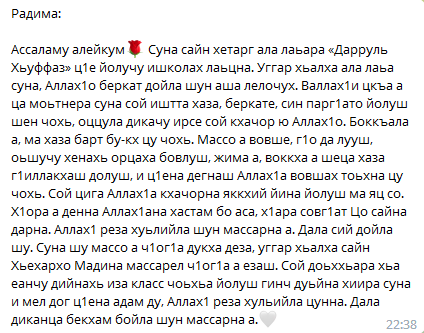 Радима:
Ассаламу алейкум🌹 Суна сайн хетарг ала лаьара «Дарруль
Хьуффаз» ц1е йолучу ишколах лаьцна. Уггар хьалха ала лаьа
суна, Аллах1о беркат дойла шун аша лелочух. Валлах1и цкъа а
ца моьтнера суна сой иштта хаза, беркате, син парг1ато йолуш
шен чохь, оццула дикачу ирсе сой кхачор ю Аллах1о. Боккъала
а, ма хаза барт бу-кх цу чохь. Массо а вовше, г1о да лууш,
оьшучу хенахь орцаха бовлуш, жима а, воккха а шеца хаза
г1иллакхаш долуш, и ц1ена дегнаш Аллах1а вовшах тоьхна цу
чохь. Сой цига Аллах1а кхачорна яккхий йина йолуш ма яц со.
Х1ора а денна Аллах1ана хастам бо аса, х1ара совг1ат Цо сайна
дарна. Аллах1 реза хуьлийла шун массарна а. Дала сий дойла
шу. Суна шу массо а ч1ог1а дукха деза, уггар хьалха сайн
Хьехархо Мадина массарел ч1ог1а а езаш. Сой доьххьара хьа
еанчу дийнахь иза класс чоьхьа йолуш гинч дуьйна хиира суна
и мел дог ц1ена адам ду, Аллах1 реза хульийла цунна. Дала
диканца бекхам бойла шун массарна а.🤍
22:38